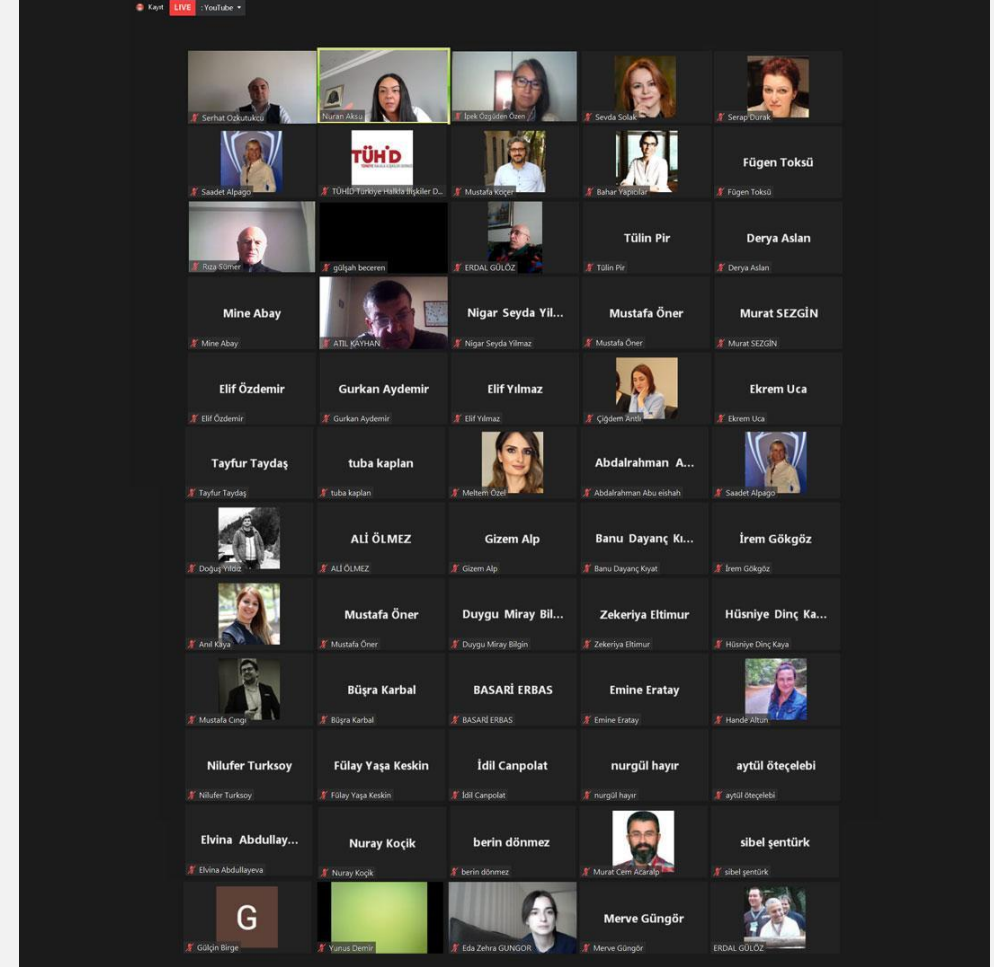 Kayıt LIVE : YouTube
Serhat Ozkutukcu
Nuran Aksu
İpek Özgüden Özen
Sevda Solak
Serap Durak
Saadet Alpago
TÜHİD
TÜHİD Türkiye Halkla İlişkiler D...
Mustafa Koçer
Bahar Yapıcılar
Fügen Toksü
Fügen Toksü
Rıza Sümer
gülşah beceren
ERDAL GÜLÖZ
Tülin Pir
Tülin Pir
Derya Aslan
Derya Aslan
Mine Abay
Mine Abay
ATIL KAYHAN
Nigar Seyda Yil...
Nigar Seyda Yilmaz
Mustafa Öner
Mustafa Öner
Murat SEZGİN
Murat SEZGİN
Elif Özdemir
Elif Özdemir
Gurkan Aydemir
Gurkan Aydemir
Elif Yılmaz
Elif Yılmaz
Çiğdem Antlı
Ekrem Uca
Ekrem Uca
Tayfur Taydaş
Tayfur Taydaş
tuba kaplan
tuba kaplan
Meltem Özel
Abdalrahman A...
Abdalrahman Abu eishah
Saadet Alpago
Doğuş Yıldız
ALİ ÖLMEZ
ALİ ÖLMEZ
Gizem Alp
Gizem Alp
Banu Dayanç Kı...
Banu Dayanç Kıyat
İrem Gökgöz
İrem Gökgöz
Anıl Kaya
Mustafa Öner
Mustafa Öner
Duygu Miray Bil...
Duygu Miray Bilgin
Zekeriya Eltimur
Zekeriya Eltimur
Hüsniye Dinç Ka...
Hüsniye Dinç Kaya
Mustafa Cıngı
Büşra Karbal
Büşra Karbal
BASARİ ERBAS
BASARİ ERBAS
Emine Eratay
Emine Eratay
Hande Altun
Nilufer Turksoy
Nilufer Turksoy
Fülay Yaşa Keskin
Fülay Yaşa Keskin
İdil Canpolat
İdil Canpolat
nurgül hayır
nurgül hayır
aytül öteçelebi
aytül öteçelebi
Elvina Abdullay...
Elvina Abdullayeva
Nuray Koçik
Nuray Koçik
berin dönmez
berin dönmez
Murat Cem Acaralp
sibel şentürk
sibel şentürk
G
Gülçin Birge
Yunus Demir
Eda Zehra GUNGOR
Merve Güngör
Merve Güngör
ERDAL GÜLÖZ